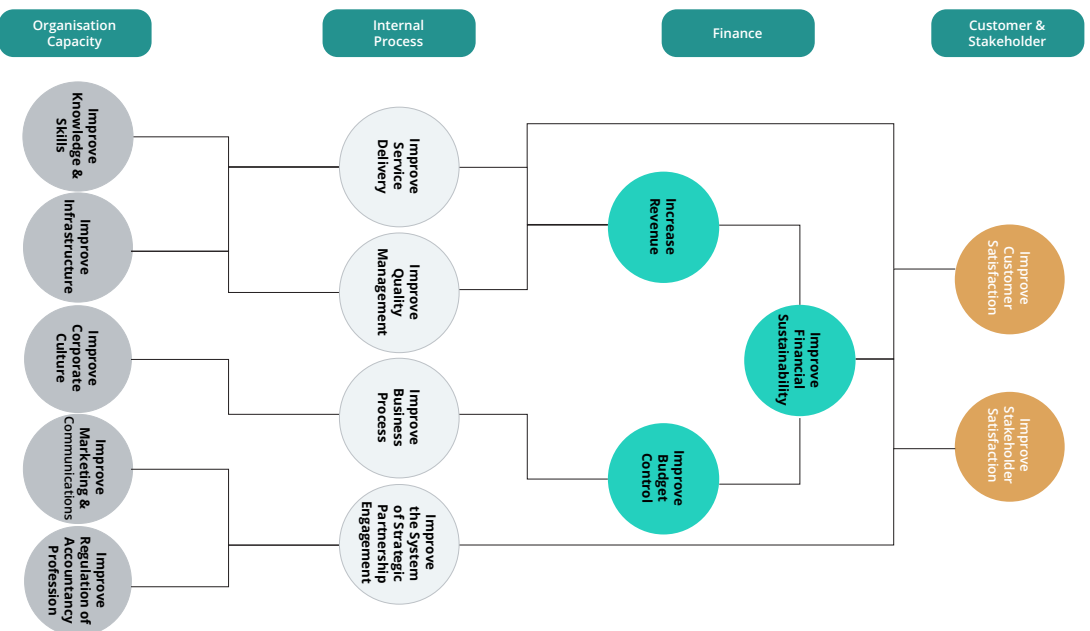 Organisation
Capacity
Internal
Process
Finance
Customer &
Stakeholder
Improve
Knowledge &
Skills
Improve
Infrastructure
Improve
Corporate
Culture
Improve
Marketing &
Communications
Improve
Regulation of
Accountancy
Profession
Improve
Service
Delivery
Improve
Quality
Management
Improve
Business
Process
Improve
the System
of Strategic
Partnership
Engagement
Increase
Revenue
Improve
Financial
Sustainability
Improve
Budget
Control
Improve
Customer
Satisfaction
Improve
Stakeholder
Satisfaction